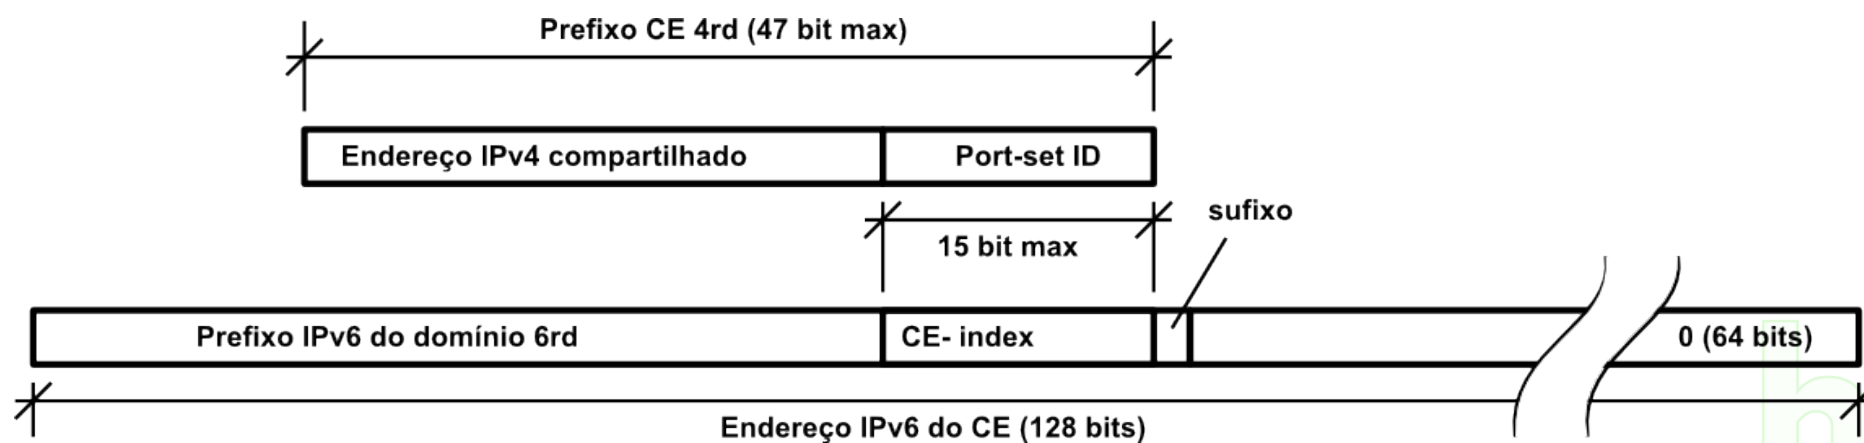 Prefixo CE 4rd (47 bit max)
Endereço IPv4 compartilhado
Port-set ID
sufixo
15 bit max
Prefixo IPv6 do domínio 6rd
CE- index
0 (64 bits)
Endereço IPv6 do CE (128 bits)